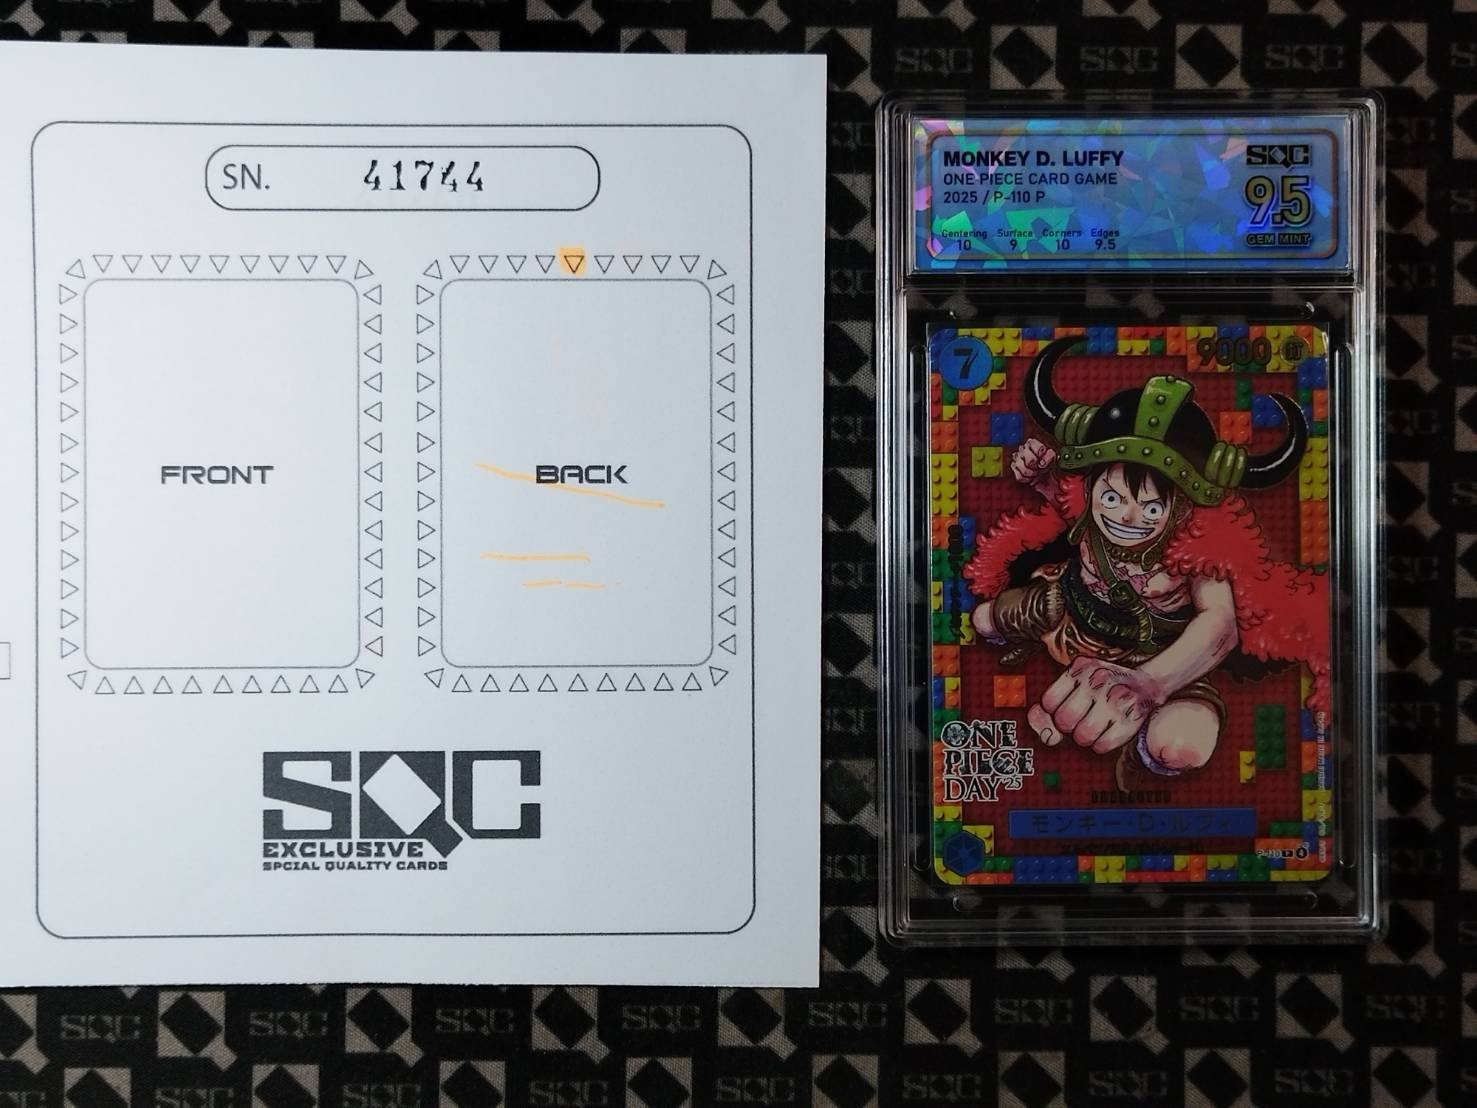 SN. 41744
FRONT
BACK
SQC
EXCLUSIVE
SPCIAL QUALITY CARDS
MONKEY D. LUFFY
ONE PIECE CARD GAME
2025 / P-110 P
Centering Surface Corners Edges
10 9 10 9.5
SQC
9.5
GEM MINT
7
9000
ONE
PIECE
DAY '25
モンキー・D・ルフィ
P-110 P